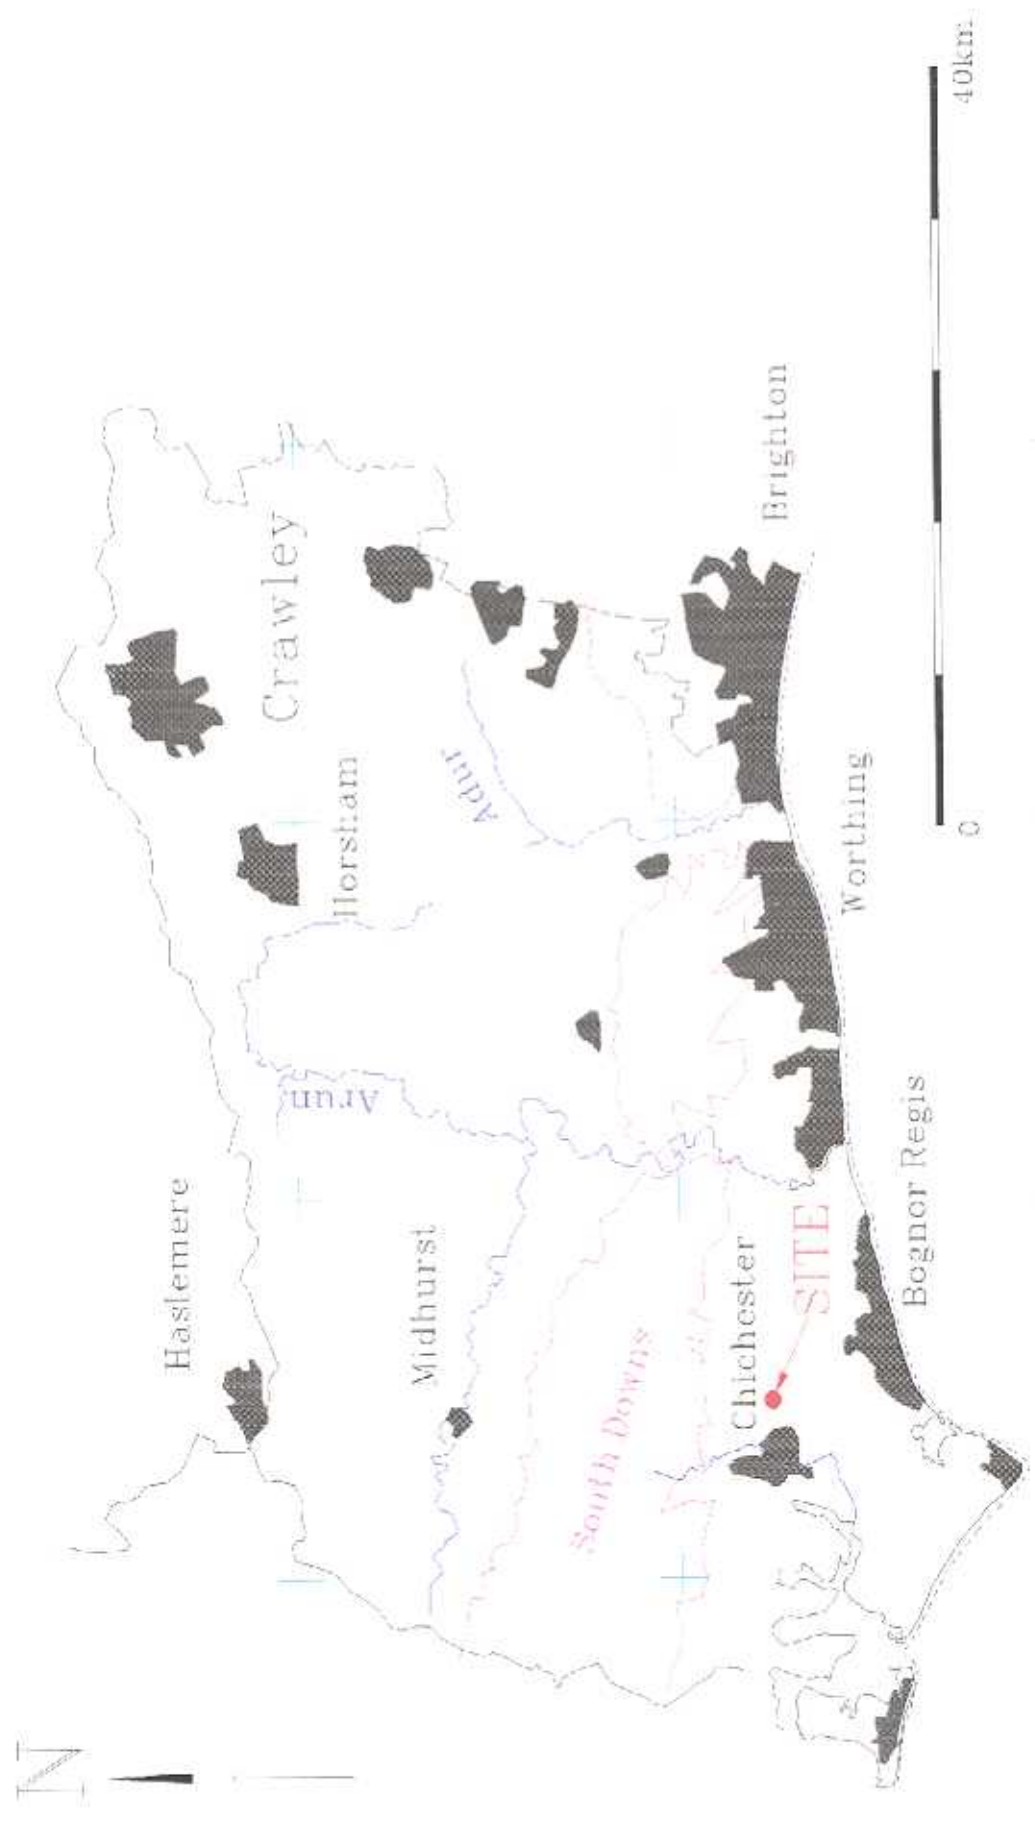 N
Haslemere
Crawley
Horsham
Arun
Adur
Midhurst
South Downs
Chichester
SITE
Brighton
Worthing
Bognor Regis
0
40km